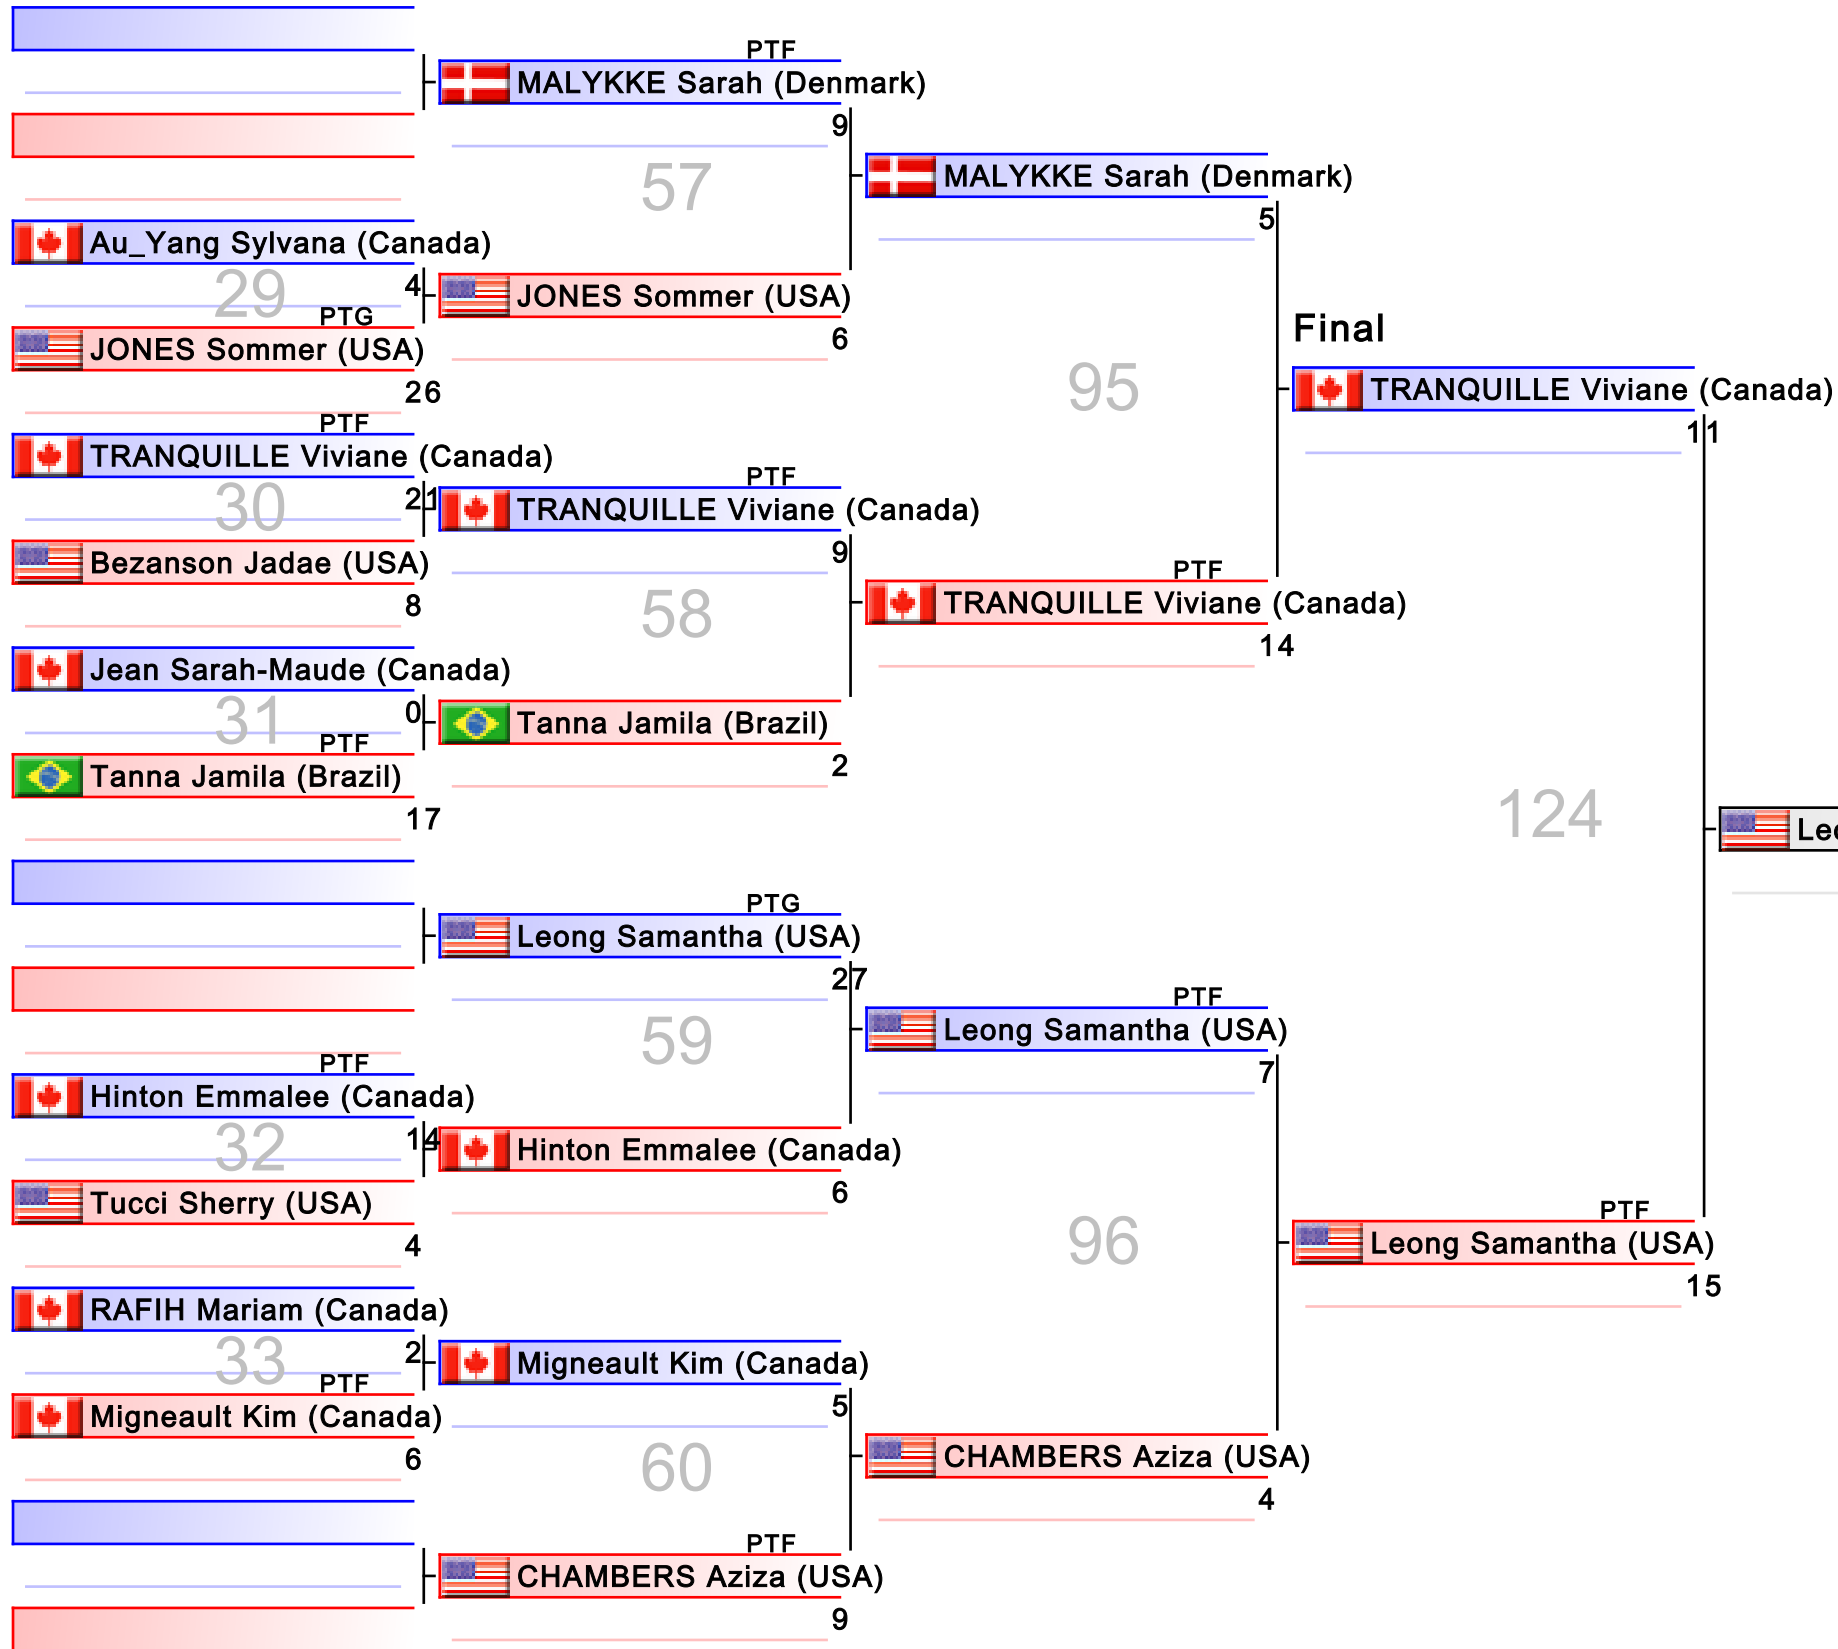 PTF
MALYKKE Sarah (Denmark)
9
57
MALYKKE Sarah (Denmark)
5
Au_Yang Sylvana (Canada)
4
29
PTG
JONES Sommer (USA)
26
JONES Sommer (USA)
6
Final
95
TRANQUILLE Viviane (Canada)
11
PTF
TRANQUILLE Viviane (Canada)
21
30
Bezanson Jadae (USA)
8
PTF
TRANQUILLE Viviane (Canada)
9
58
PTF
TRANQUILLE Viviane (Canada)
14
Jean Sarah-Maude (Canada)
0
31
PTF
Tanna Jamila (Brazil)
17
Tanna Jamila (Brazil)
2
124
PTG
Leong Samantha (USA)
27
59
PTF
Leong Samantha (USA)
7
PTF
Hinton Emmalee (Canada)
14
32
Tucci Sherry (USA)
4
Hinton Emmalee (Canada)
6
96
PTF
Leong Samantha (USA)
15
RAFIH Mariam (Canada)
2
33
PTF
Migneault Kim (Canada)
6
Migneault Kim (Canada)
5
60
CHAMBERS Aziza (USA)
4
PTF
CHAMBERS Aziza (USA)
9